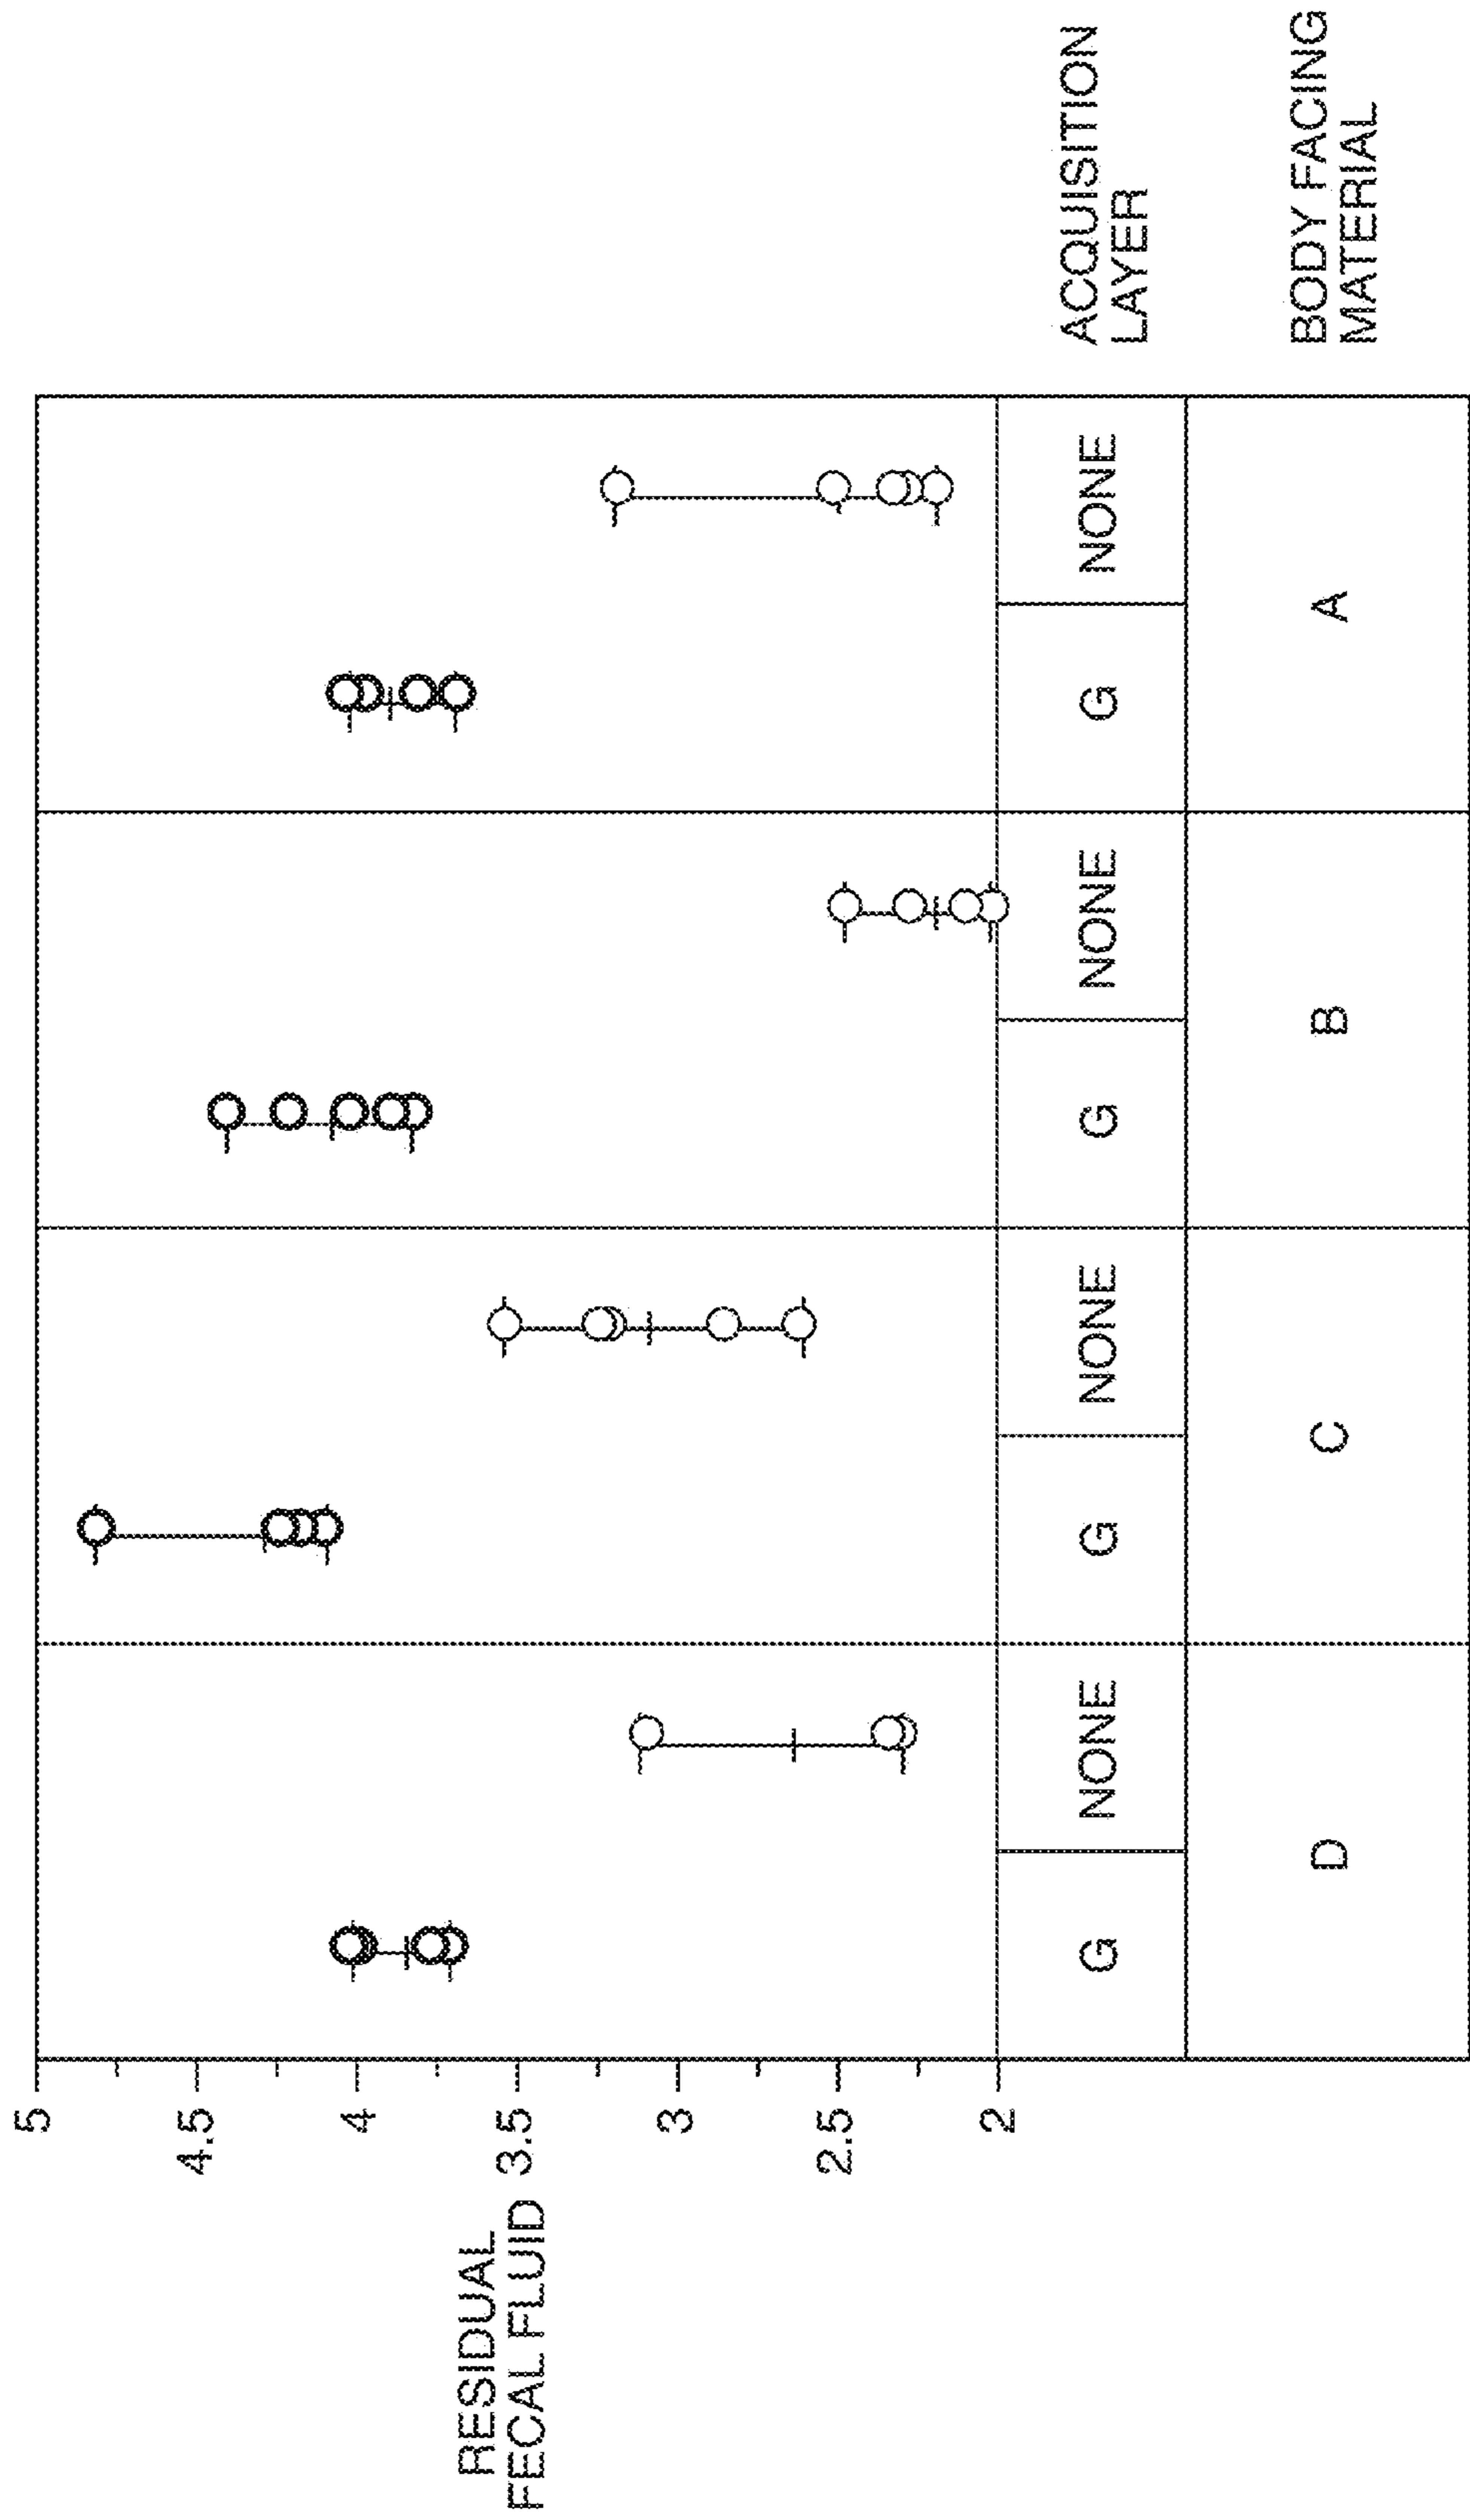 RESIDUAL
FECAL FLUID
5
4.5
4
3.5
3
2.5
2
G
NONE
G
NONE
G
NONE
G
NONE
ACQUISITION
LAYER
D
C
B
A
BODY FACING
MATERIAL